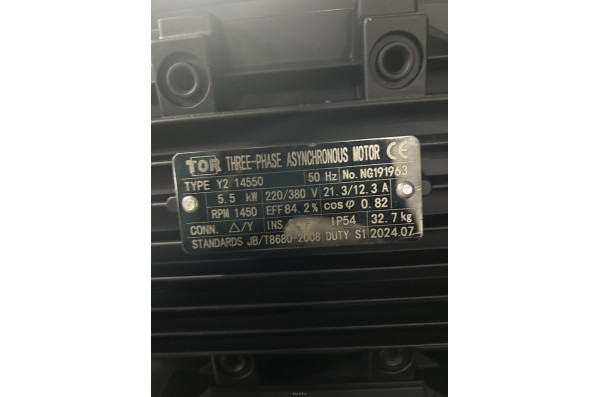 TOR THREE-PHASE ASYNCHRONOUS MOTOR CE
TYPE Y2 14550 50 Hz No. NG191963
5.5 kW 220/380 V 21.3/12.3 A
RPM 1450 EFF 84.2% cos φ 0.82
CONN. △/Y INS. IP54 32.7 kg
STANDARDS JB/T8680-2008 DUTY S1 2024.07